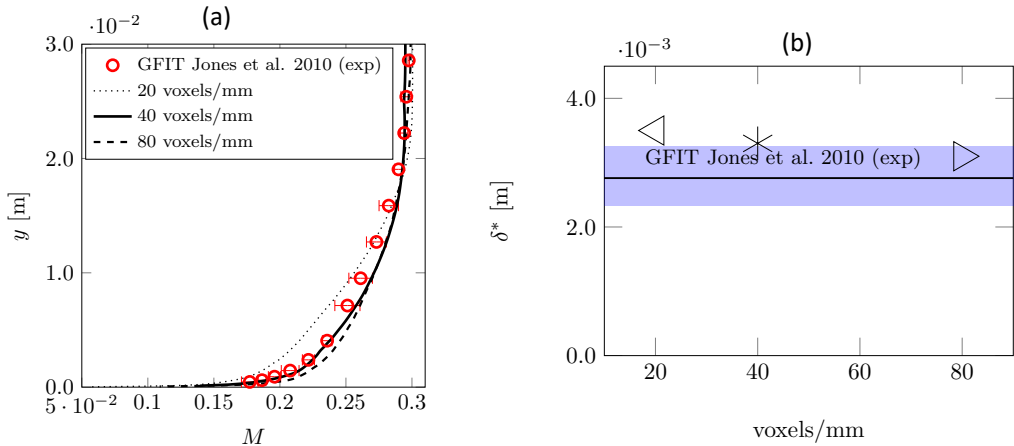 (a)
·10⁻²
3.0
2.0
1.0
0.0
y [m]
GFIT Jones et al. 2010 (exp)
20 voxels/mm
40 voxels/mm
80 voxels/mm
5 · 10⁻²
0.1
0.15
0.2
0.25
0.3
M
(b)
·10⁻³
4.0
2.0
0.0
δ* [m]
GFIT Jones et al. 2010 (exp)
20
40
60
80
voxels/mm